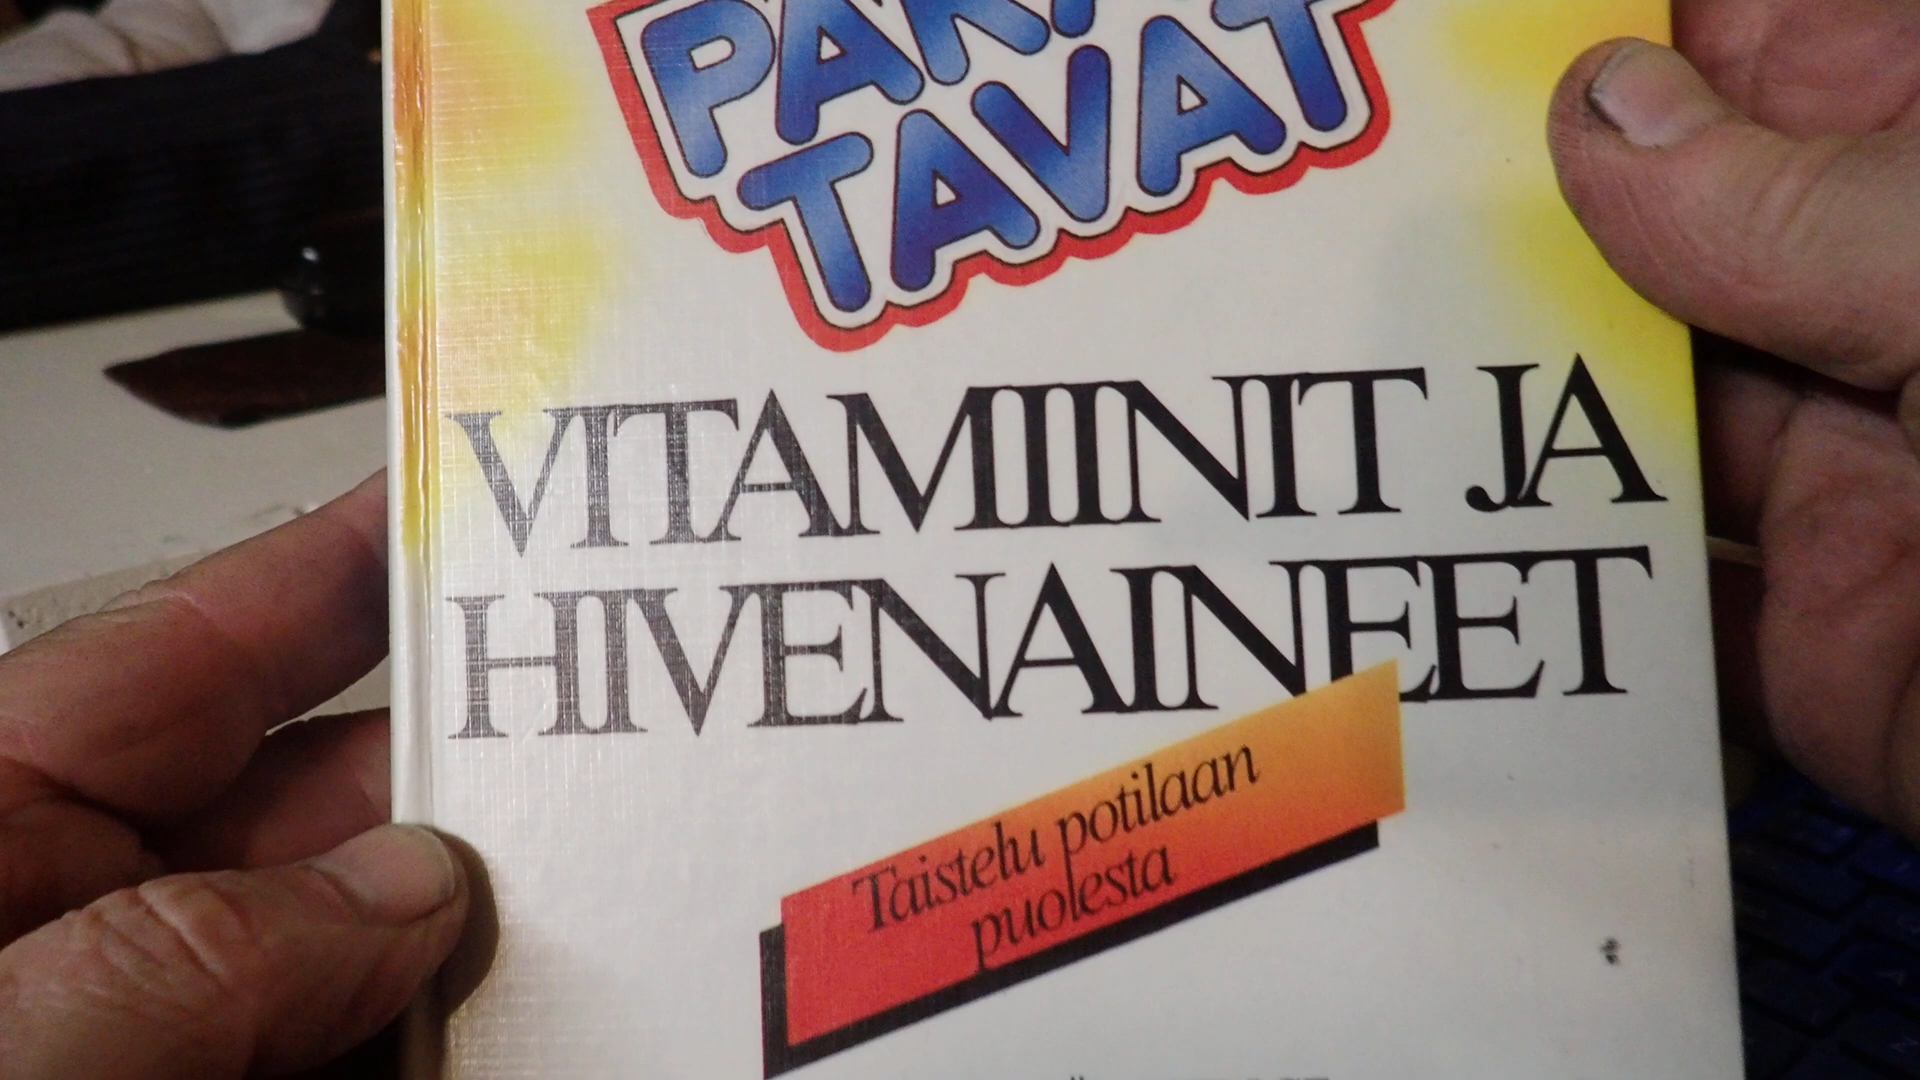 TAVAT
VITAMIINIT JA
HIVENAINEET
Taistelu potilaan
puolesta